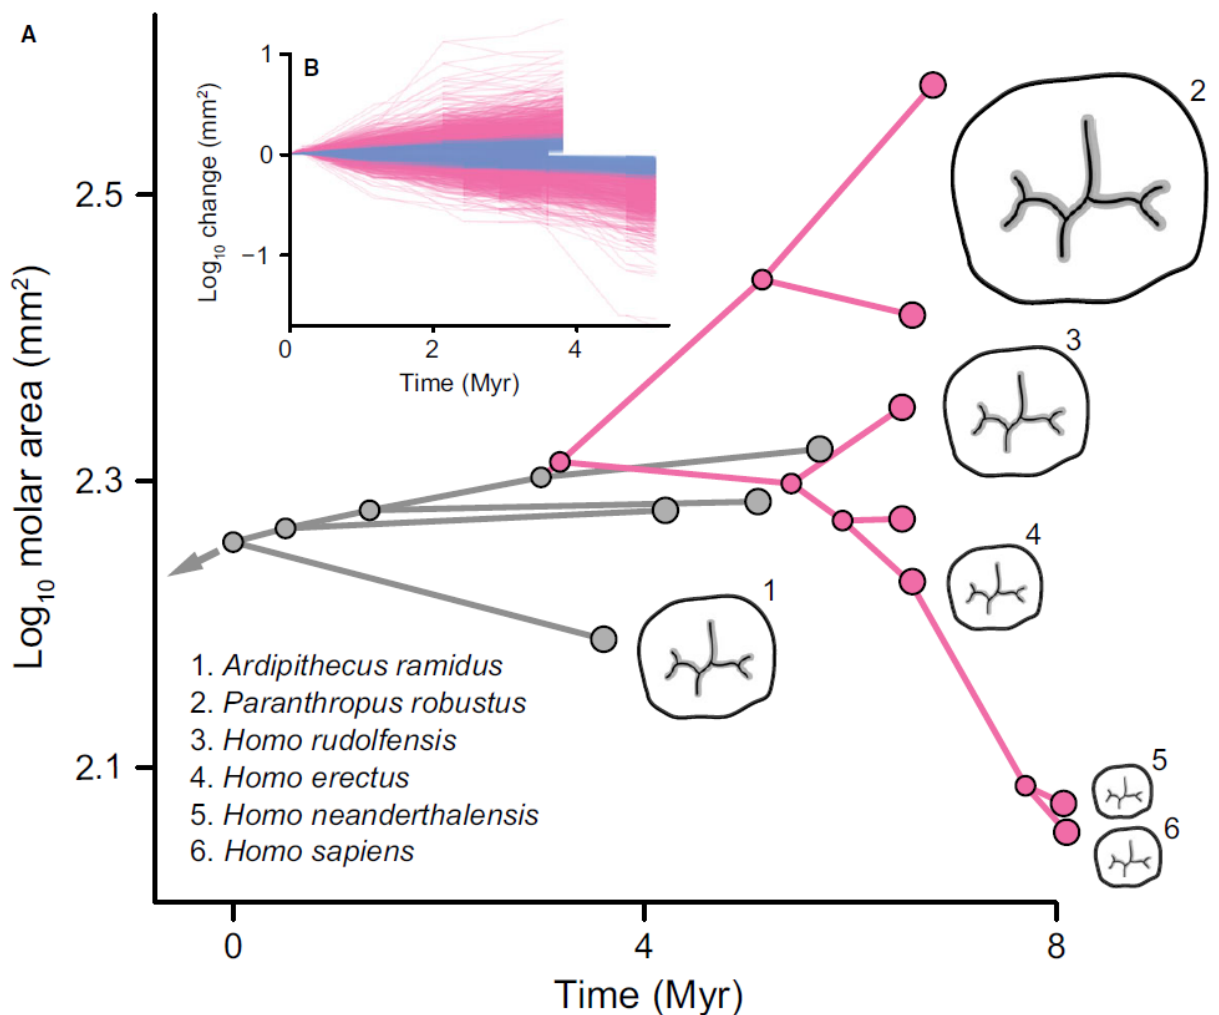 A
B
Log₁₀ change (mm²)
1
0
−1
0
2
4
Time (Myr)
Log₁₀ molar area (mm²)
2.5
2.3
2.1
2
3
4
1
5
6
1. Ardipithecus ramidus
2. Paranthropus robustus
3. Homo rudolfensis
4. Homo erectus
5. Homo neanderthalensis
6. Homo sapiens
0
4
8
Time (Myr)